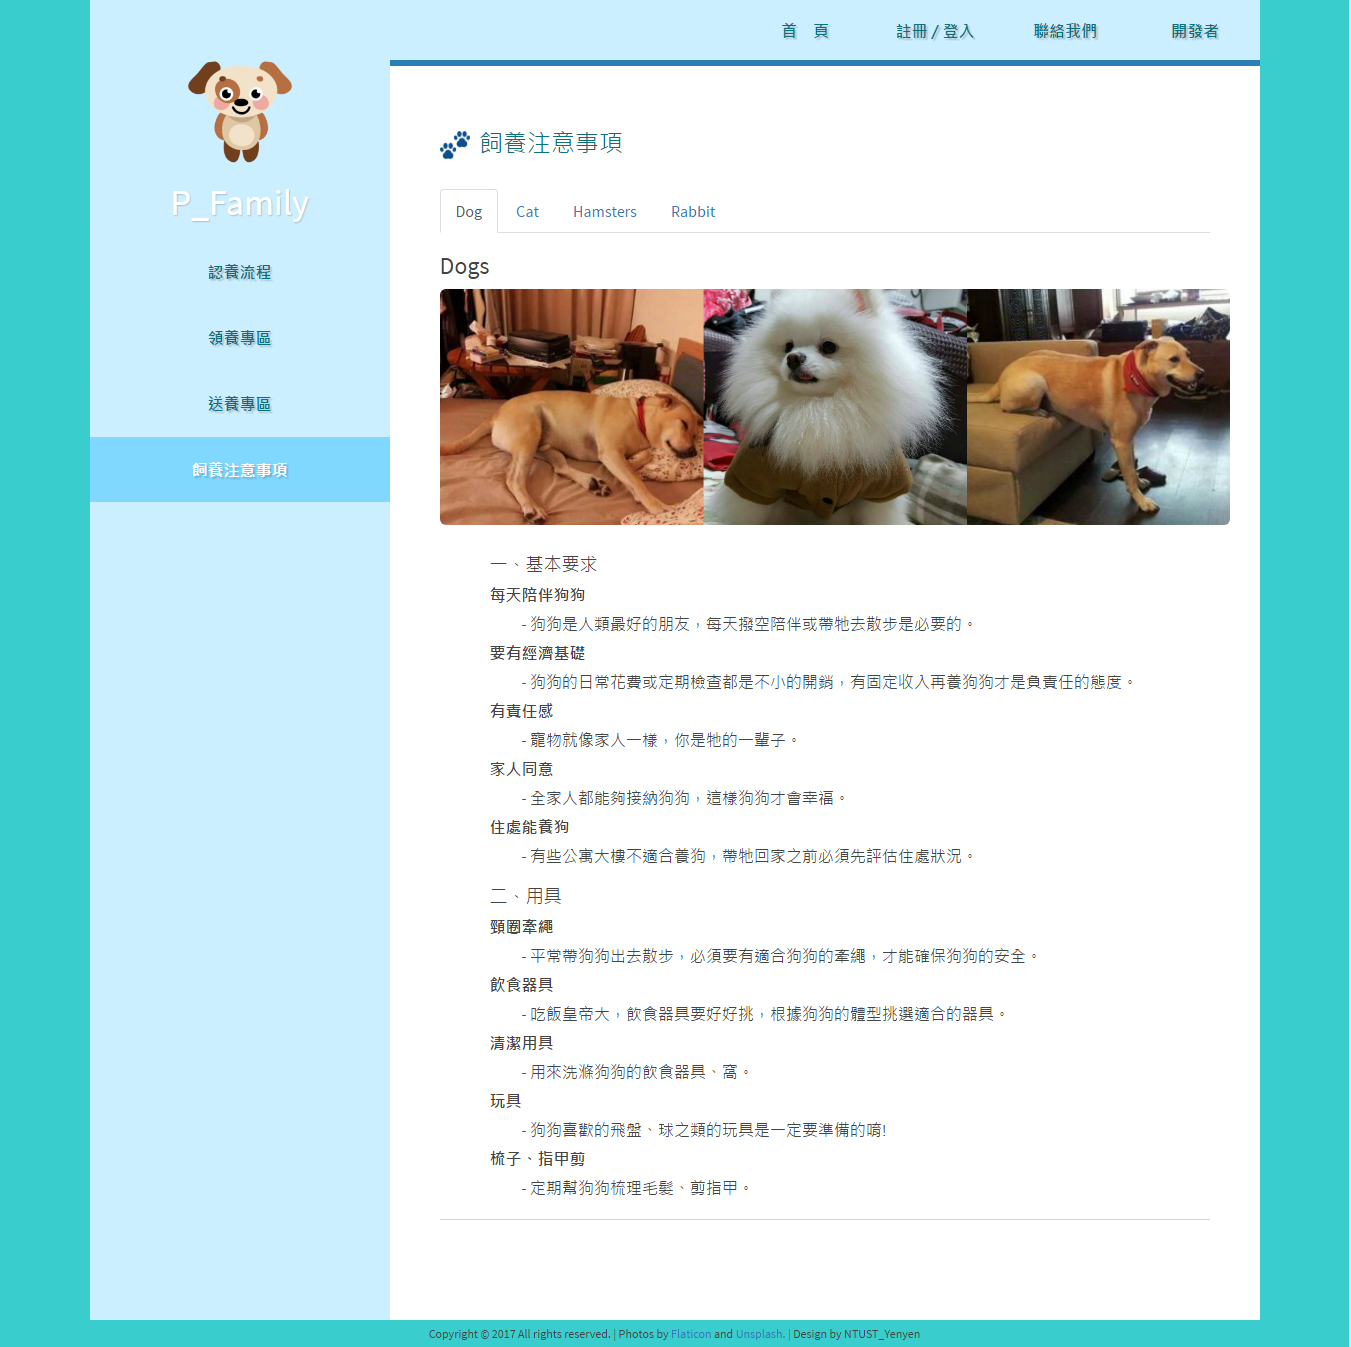 首　頁
註冊 / 登入
聯絡我們
開發者
P_Family
認養流程
領養專區
送養專區
飼養注意事項
飼養注意事項
Dog
Cat
Hamsters
Rabbit
Dogs
一、基本要求
每天陪伴狗狗
- 狗狗是人類最好的朋友，每天撥空陪伴或帶牠去散步是必要的。
要有經濟基礎
- 狗狗的日常花費或定期檢查都是不小的開銷，有固定收入再養狗狗才是負責任的態度。
有責任感
- 寵物就像家人一樣，你是牠的一輩子。
家人同意
- 全家人都能夠接納狗狗，這樣狗狗才會幸福。
住處能養狗
- 有些公寓大樓不適合養狗，帶牠回家之前必須先評估住處狀況。
二、用具
頸圈牽繩
- 平常帶狗狗出去散步，必須要有適合狗狗的牽繩，才能確保狗狗的安全。
飲食器具
- 吃飯皇帝大，飲食器具要好好挑，根據狗狗的體型挑選適合的器具。
清潔用具
- 用來洗滌狗狗的飲食器具、窩。
玩具
- 狗狗喜歡的飛盤、球之類的玩具是一定要準備的唷!
梳子、指甲剪
- 定期幫狗狗梳理毛髮、剪指甲。
Copyright © 2017 All rights reserved. | Photos by Flaticon and Unsplash. | Design by NTUST_Yenyen